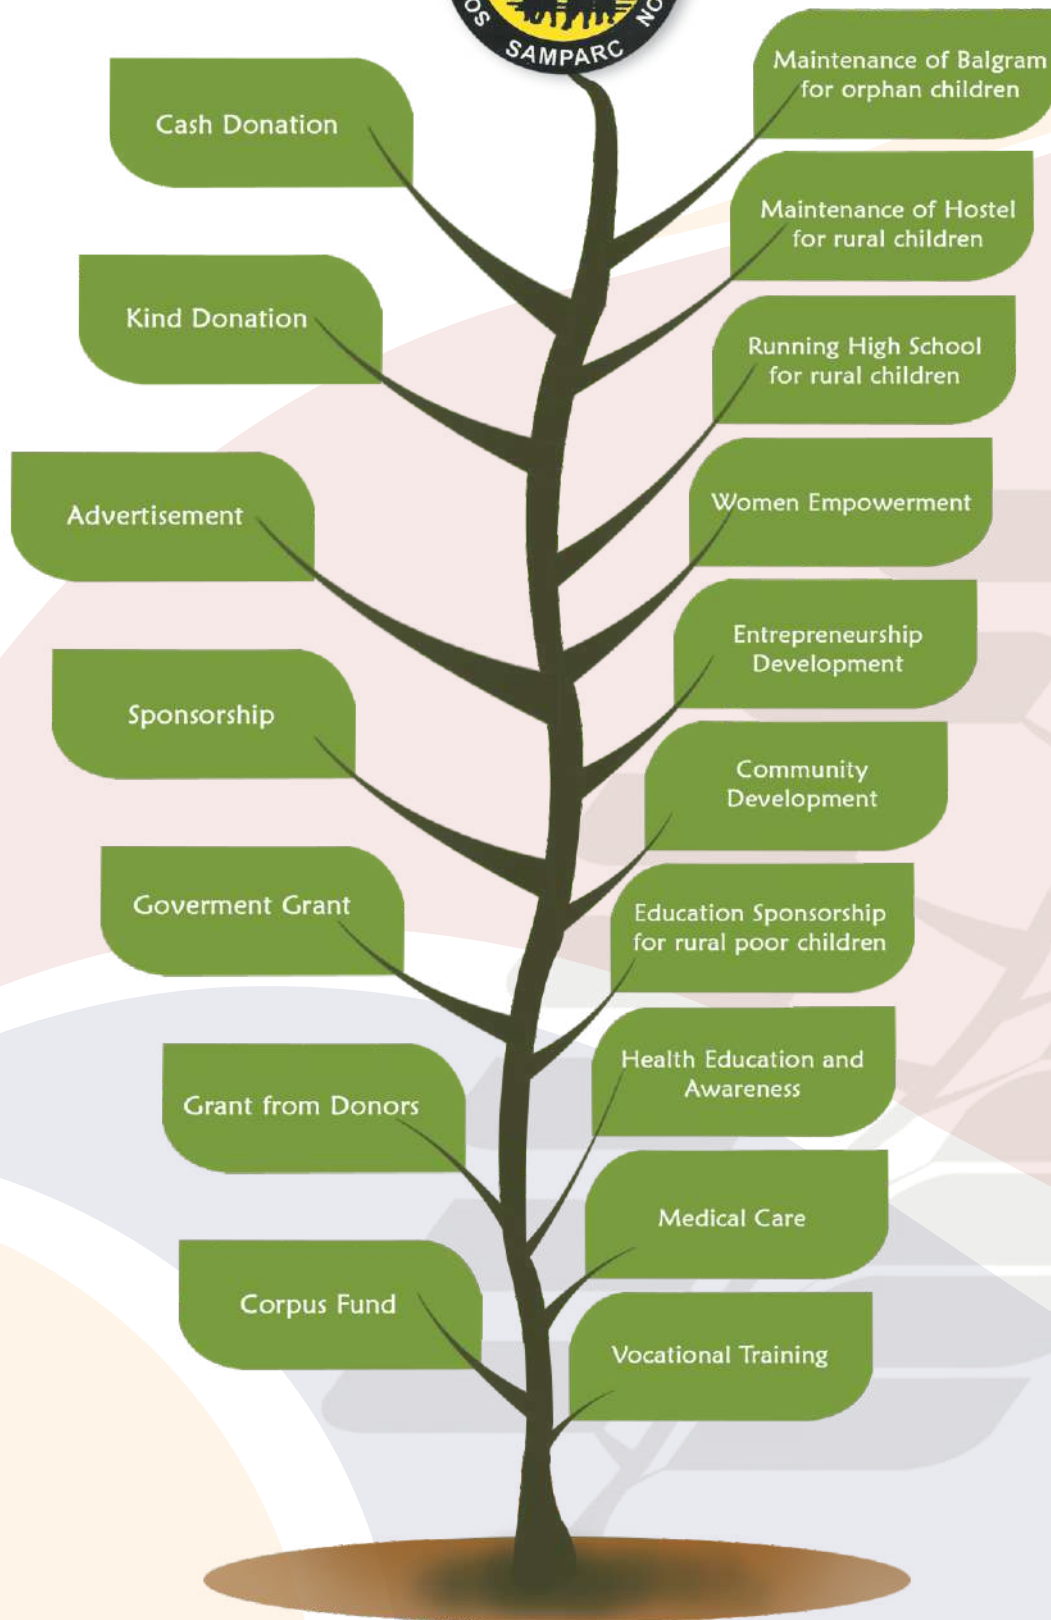 SAMPARC
Cash Donation
Kind Donation
Advertisement
Sponsorship
Goverment Grant
Grant from Donors
Corpus Fund
Maintenance of Balgram
for orphan children
Maintenance of Hostel
for rural children
Running High School
for rural children
Women Empowerment
Entrepreneurship
Development
Community
Development
Education Sponsorship
for rural poor children
Health Education and
Awareness
Medical Care
Vocational Training